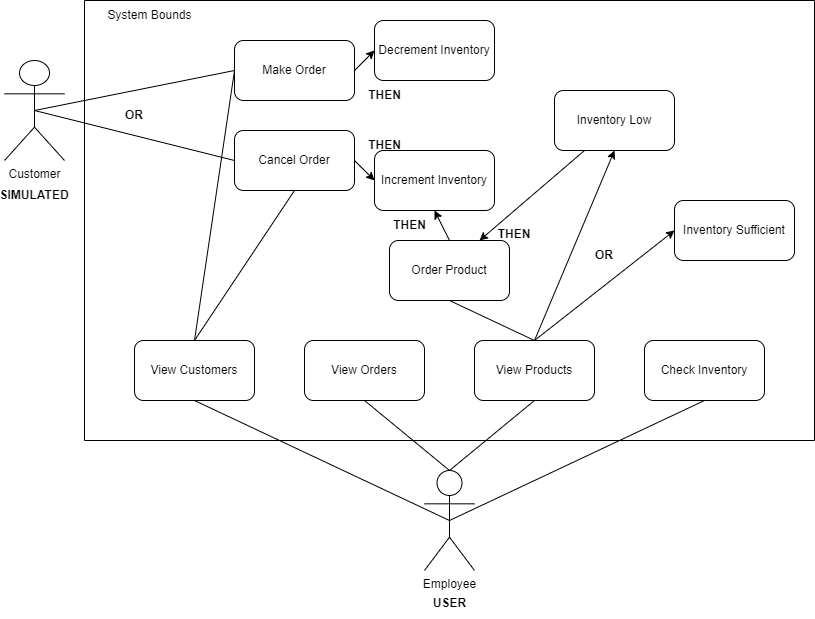 System Bounds
Make Order
Decrement Inventory
THEN
OR
Customer
SIMULATED
Cancel Order
THEN
Increment Inventory
THEN
Order Product
THEN
Inventory Low
OR
Inventory Sufficient
View Customers
View Orders
View Products
Check Inventory
Employee
USER